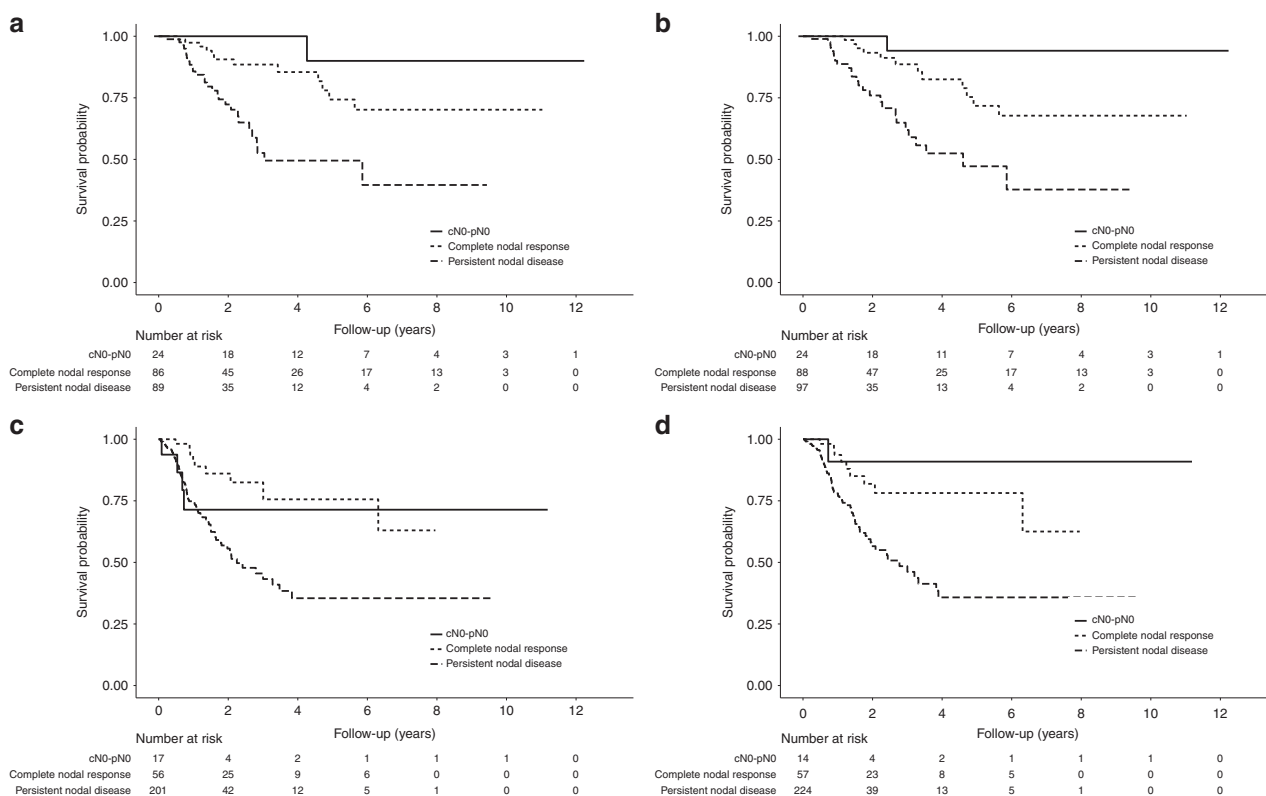 a
1.00
0.75
0.50
0.25
0.00
Survival probability
cN0-pN0
Complete nodal response
Persistent nodal disease
0 2 4 6 8 10 12
Follow-up (years)
Number at risk
cN0-pN0 24 18 12 7 4 3 1
Complete nodal response 86 45 26 17 13 3 0
Persistent nodal disease 89 35 12 4 2 0 0
b
1.00
0.75
0.50
0.25
0.00
Survival probability
cN0-pN0
Complete nodal response
Persistent nodal disease
0 2 4 6 8 10 12
Follow-up (years)
Number at risk
cN0-pN0 24 18 11 7 4 3 1
Complete nodal response 88 47 25 17 13 3 0
Persistent nodal disease 97 35 13 4 2 0 0
c
1.00
0.75
0.50
0.25
0.00
Survival probability
cN0-pN0
Complete nodal response
Persistent nodal disease
0 2 4 6 8 10 12
Follow-up (years)
Number at risk
cN0-pN0 17 4 2 1 1 1 0
Complete nodal response 56 25 9 6 0 0 0
Persistent nodal disease 201 42 12 5 1 0 0
d
1.00
0.75
0.50
0.25
0.00
Survival probability
cN0-pN0
Complete nodal response
Persistent nodal disease
0 2 4 6 8 10 12
Follow-up (years)
Number at risk
cN0-pN0 14 4 2 1 1 1 0
Complete nodal response 57 23 8 5 0 0 0
Persistent nodal disease 224 39 13 5 1 0 0